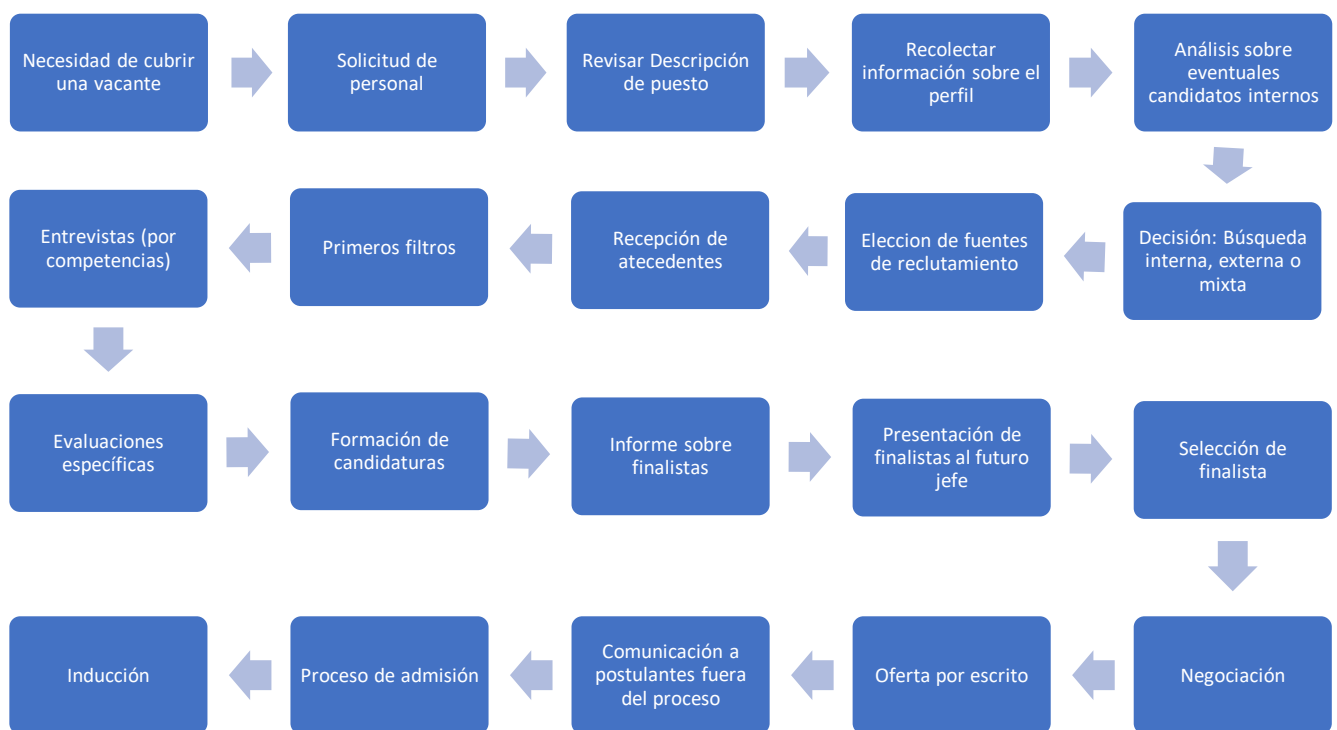 Necesidad de cubrir
una vacante
Solicitud de
personal
Revisar Descripción
de puesto
Recolectar
información sobre el
perfil
Análisis sobre
eventuales
candidatos internos
Decisión: Búsqueda
interna, externa o
mixta
Eleccion de fuentes
de reclutamiento
Recepción de
atecedentes
Primeros filtros
Entrevistas (por
competencias)
Evaluaciones
específicas
Formación de
candidaturas
Informe sobre
finalistas
Presentación de
finalistas al futuro
jefe
Selección de
finalista
Negociación
Oferta por escrito
Comunicación a
postulantes fuera
del proceso
Proceso de admisión
Inducción